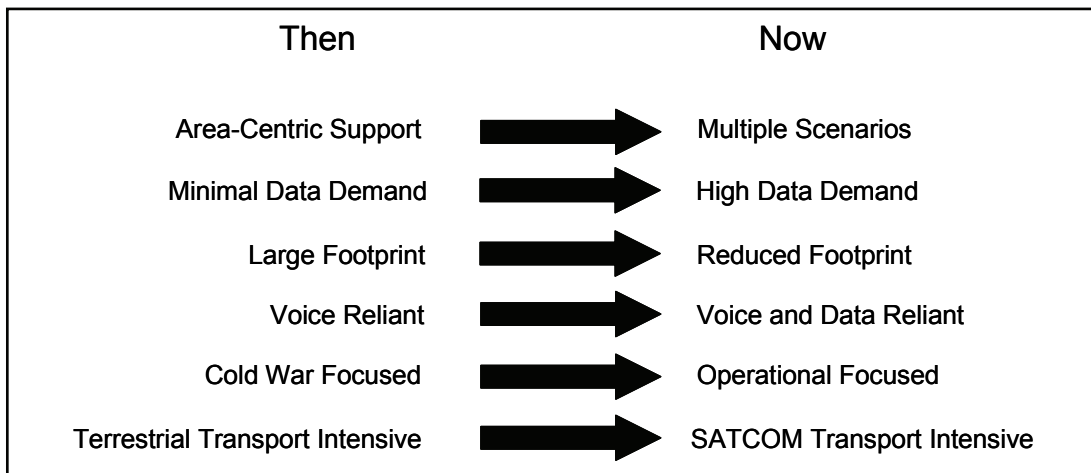 Then Now
Area-Centric Support Multiple Scenarios
Minimal Data Demand High Data Demand
Large Footprint Reduced Footprint
Voice Reliant Voice and Data Reliant
Cold War Focused Operational Focused
Terrestrial Transport Intensive SATCOM Transport Intensive